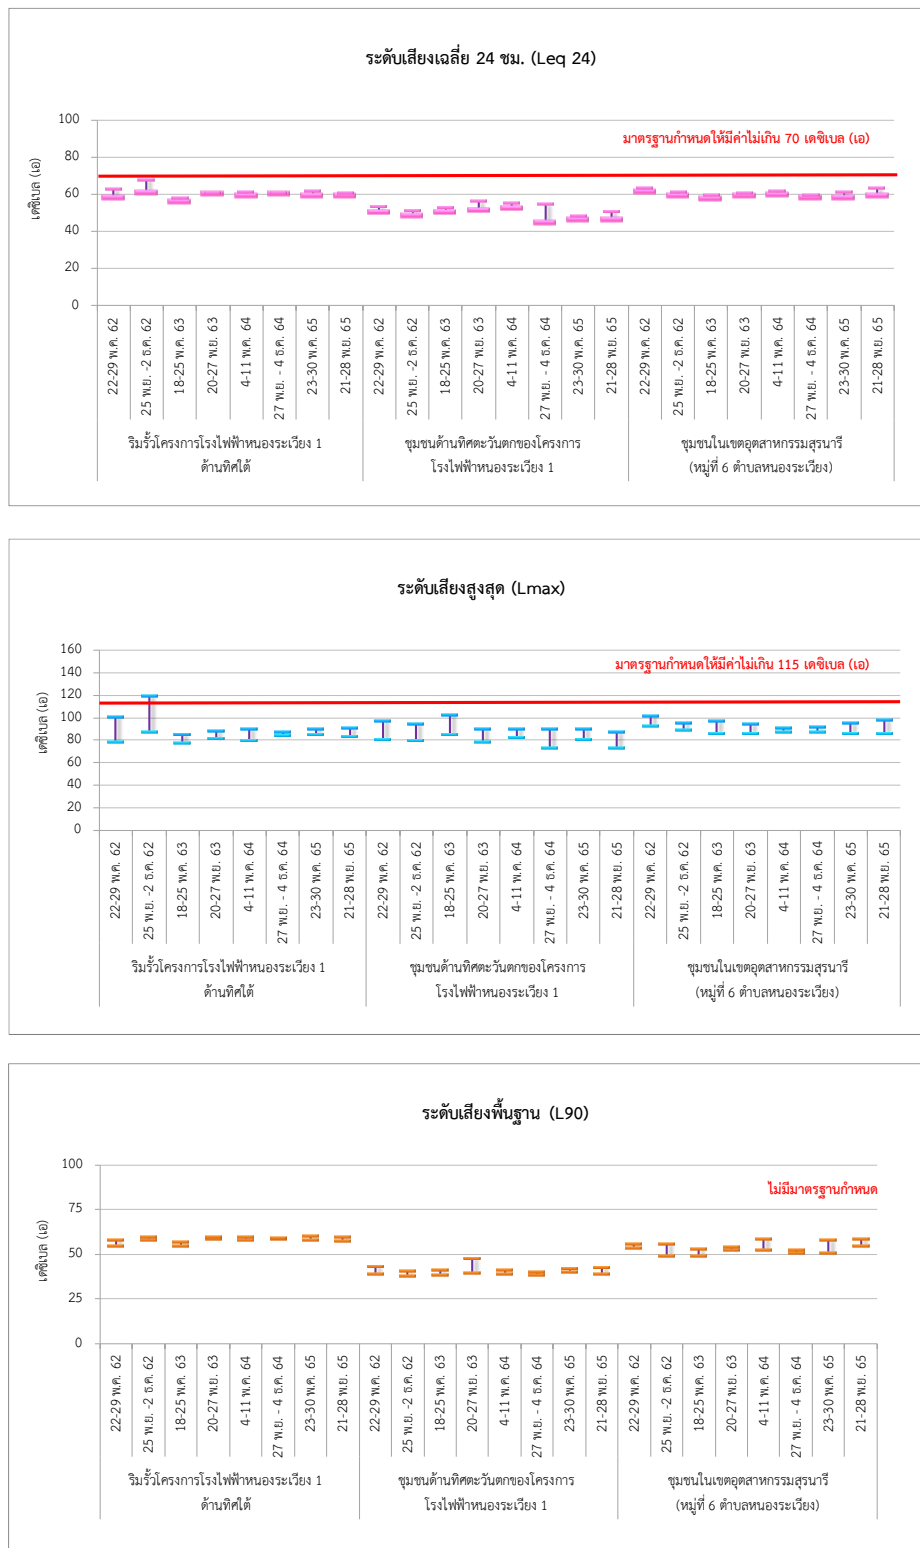 ระดับเสียงเฉลี่ย 24 ชม. (Leq 24)
มาตรฐานกำหนดให้มีค่าไม่เกิน 70 เดซิเบล (เอ)
เดซิเบล (เอ)
100
80
60
40
20
0
22-29 พ.ค. 62
25 พ.ย. -2 ธ.ค. 62
18-25 พ.ค. 63
20-27 พ.ย. 63
4-11 พ.ค. 64
27 พ.ย. - 4 ธ.ค. 64
23-30 พ.ค. 65
21-28 พ.ย. 65
22-29 พ.ค. 62
25 พ.ย. -2 ธ.ค. 62
18-25 พ.ค. 63
20-27 พ.ย. 63
4-11 พ.ค. 64
27 พ.ย. - 4 ธ.ค. 64
23-30 พ.ค. 65
21-28 พ.ย. 65
22-29 พ.ค. 62
25 พ.ย. -2 ธ.ค. 62
18-25 พ.ค. 63
20-27 พ.ย. 63
4-11 พ.ค. 64
27 พ.ย. - 4 ธ.ค. 64
23-30 พ.ค. 65
21-28 พ.ย. 65
ริมรั้วโครงการโรงไฟฟ้าหนองระเวียง 1
ด้านทิศใต้
ชุมชนด้านทิศตะวันตกของโครงการ
โรงไฟฟ้าหนองระเวียง 1
ชุมชนในเขตอุตสาหกรรมสุรนารี
(หมู่ที่ 6 ตำบลหนองระเวียง)
ระดับเสียงสูงสุด (Lmax)
มาตรฐานกำหนดให้มีค่าไม่เกิน 115 เดซิเบล (เอ)
เดซิเบล (เอ)
160
140
120
100
80
60
40
20
0
22-29 พ.ค. 62
25 พ.ย. -2 ธ.ค. 62
18-25 พ.ค. 63
20-27 พ.ย. 63
4-11 พ.ค. 64
27 พ.ย. - 4 ธ.ค. 64
23-30 พ.ค. 65
21-28 พ.ย. 65
22-29 พ.ค. 62
25 พ.ย. -2 ธ.ค. 62
18-25 พ.ค. 63
20-27 พ.ย. 63
4-11 พ.ค. 64
27 พ.ย. - 4 ธ.ค. 64
23-30 พ.ค. 65
21-28 พ.ย. 65
22-29 พ.ค. 62
25 พ.ย. -2 ธ.ค. 62
18-25 พ.ค. 63
20-27 พ.ย. 63
4-11 พ.ค. 64
27 พ.ย. - 4 ธ.ค. 64
23-30 พ.ค. 65
21-28 พ.ย. 65
ริมรั้วโครงการโรงไฟฟ้าหนองระเวียง 1
ด้านทิศใต้
ชุมชนด้านทิศตะวันตกของโครงการ
โรงไฟฟ้าหนองระเวียง 1
ชุมชนในเขตอุตสาหกรรมสุรนารี
(หมู่ที่ 6 ตำบลหนองระเวียง)
ระดับเสียงพื้นฐาน (L90)
ไม่มีมาตรฐานกำหนด
เดซิเบล (เอ)
100
75
50
25
0
22-29 พ.ค. 62
25 พ.ย. -2 ธ.ค. 62
18-25 พ.ค. 63
20-27 พ.ย. 63
4-11 พ.ค. 64
27 พ.ย. - 4 ธ.ค. 64
23-30 พ.ค. 65
21-28 พ.ย. 65
22-29 พ.ค. 62
25 พ.ย. -2 ธ.ค. 62
18-25 พ.ค. 63
20-27 พ.ย. 63
4-11 พ.ค. 64
27 พ.ย. - 4 ธ.ค. 64
23-30 พ.ค. 65
21-28 พ.ย. 65
22-29 พ.ค. 62
25 พ.ย. -2 ธ.ค. 62
18-25 พ.ค. 63
20-27 พ.ย. 63
4-11 พ.ค. 64
27 พ.ย. - 4 ธ.ค. 64
23-30 พ.ค. 65
21-28 พ.ย. 65
ริมรั้วโครงการโรงไฟฟ้าหนองระเวียง 1
ด้านทิศใต้
ชุมชนด้านทิศตะวันตกของโครงการ
โรงไฟฟ้าหนองระเวียง 1
ชุมชนในเขตอุตสาหกรรมสุรนารี
(หมู่ที่ 6 ตำบลหนองระเวียง)